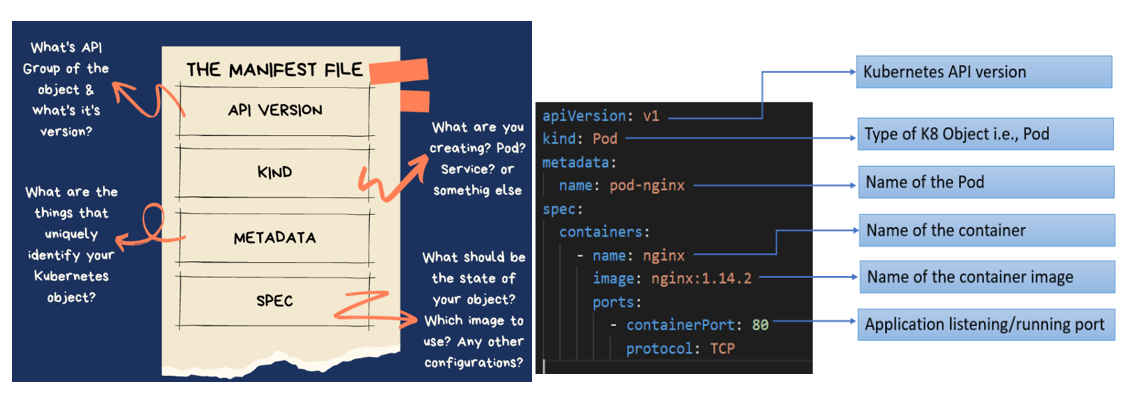 What's API
Group of the
object &
what's it's
version?
THE MANIFEST FILE
API VERSION
KIND
METADATA
SPEC
What are you
creating? Pod?
Service? or
somethig else
What are the
things that
uniquely
identify your
Kubernetes
object?
What should be
the state of
your object?
Which image to
use? Any other
configurations?
apiVersion: v1
kind: Pod
metadata:
name: pod-nginx
spec:
containers:
- name: nginx
image: nginx:1.14.2
ports:
- containerPort: 80
protocol: TCP
Kubernetes API version
Type of K8 Object i.e., Pod
Name of the Pod
Name of the container
Name of the container image
Application listening/running port